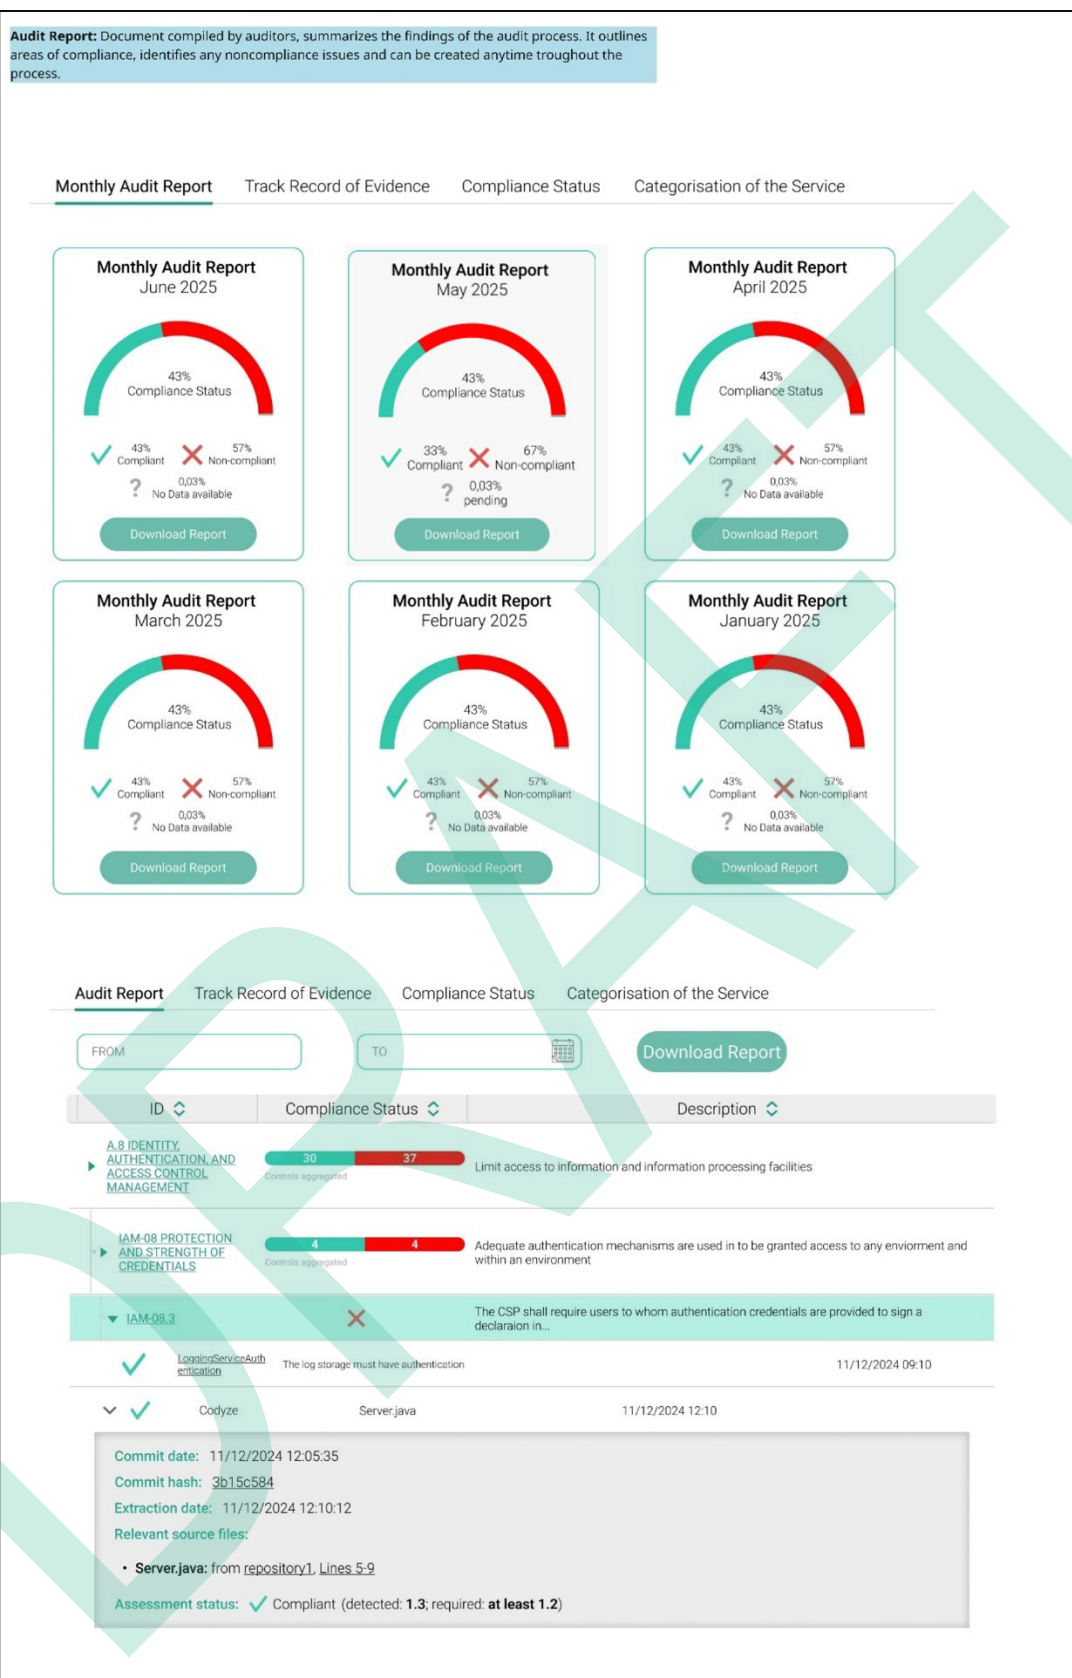 Audit Report: Document compiled by auditors, summarizes the findings of the audit process. It outlines
areas of compliance, identifies any noncompliance issues and can be created anytime troughout the
process.
Monthly Audit Report Track Record of Evidence Compliance Status Categorisation of the Service
Monthly Audit Report
June 2025
43%
Compliance Status
43%
Compliant
57%
Non-compliant
? 0,03%
No Data available
Download Report
Monthly Audit Report
May 2025
43%
Compliance Status
33%
Compliant
67%
Non-compliant
? 0,03%
pending
Download Report
Monthly Audit Report
April 2025
43%
Compliance Status
43%
Compliant
57%
Non-compliant
? 0,03%
No Data available
Download Report
Monthly Audit Report
March 2025
43%
Compliance Status
43%
Compliant
57%
Non-compliant
? 0,03%
No Data available
Download Report
Monthly Audit Report
February 2025
43%
Compliance Status
43%
Compliant
57%
Non-compliant
? 0,03%
No Data available
Download Report
Monthly Audit Report
January 2025
43%
Compliance Status
43%
Compliant
57%
Non-compliant
? 0,03%
No Data available
Download Report
Audit Report Track Record of Evidence Compliance Status Categorisation of the Service
FROM TO Download Report
ID Compliance Status Description
A.8 IDENTITY,
AUTHENTICATION, AND
ACCESS CONTROL
MANAGEMENT
30 37
Controls aggregated
Limit access to information and information processing facilities
IAM-08 PROTECTION
AND STRENGTH OF
CREDENTIALS
4 4
Controls aggregated
Adequate authentication mechanisms are used in to be granted access to any enviorment and
within an environment
IAM-08.3
The CSP shall require users to whom authentication credentials are provided to sign a
declaraion in...
LoggingServiceAuth
entication
The log storage must have authentication
11/12/2024 09:10
Codyze Server.java 11/12/2024 12:10
Commit date: 11/12/2024 12:05:35
Commit hash: 3b15c584
Extraction date: 11/12/2024 12:10:12
Relevant source files:
• Server.java: from repository1, Lines 5-9
Assessment status: Compliant (detected: 1.3; required: at least 1.2)
DRAFT